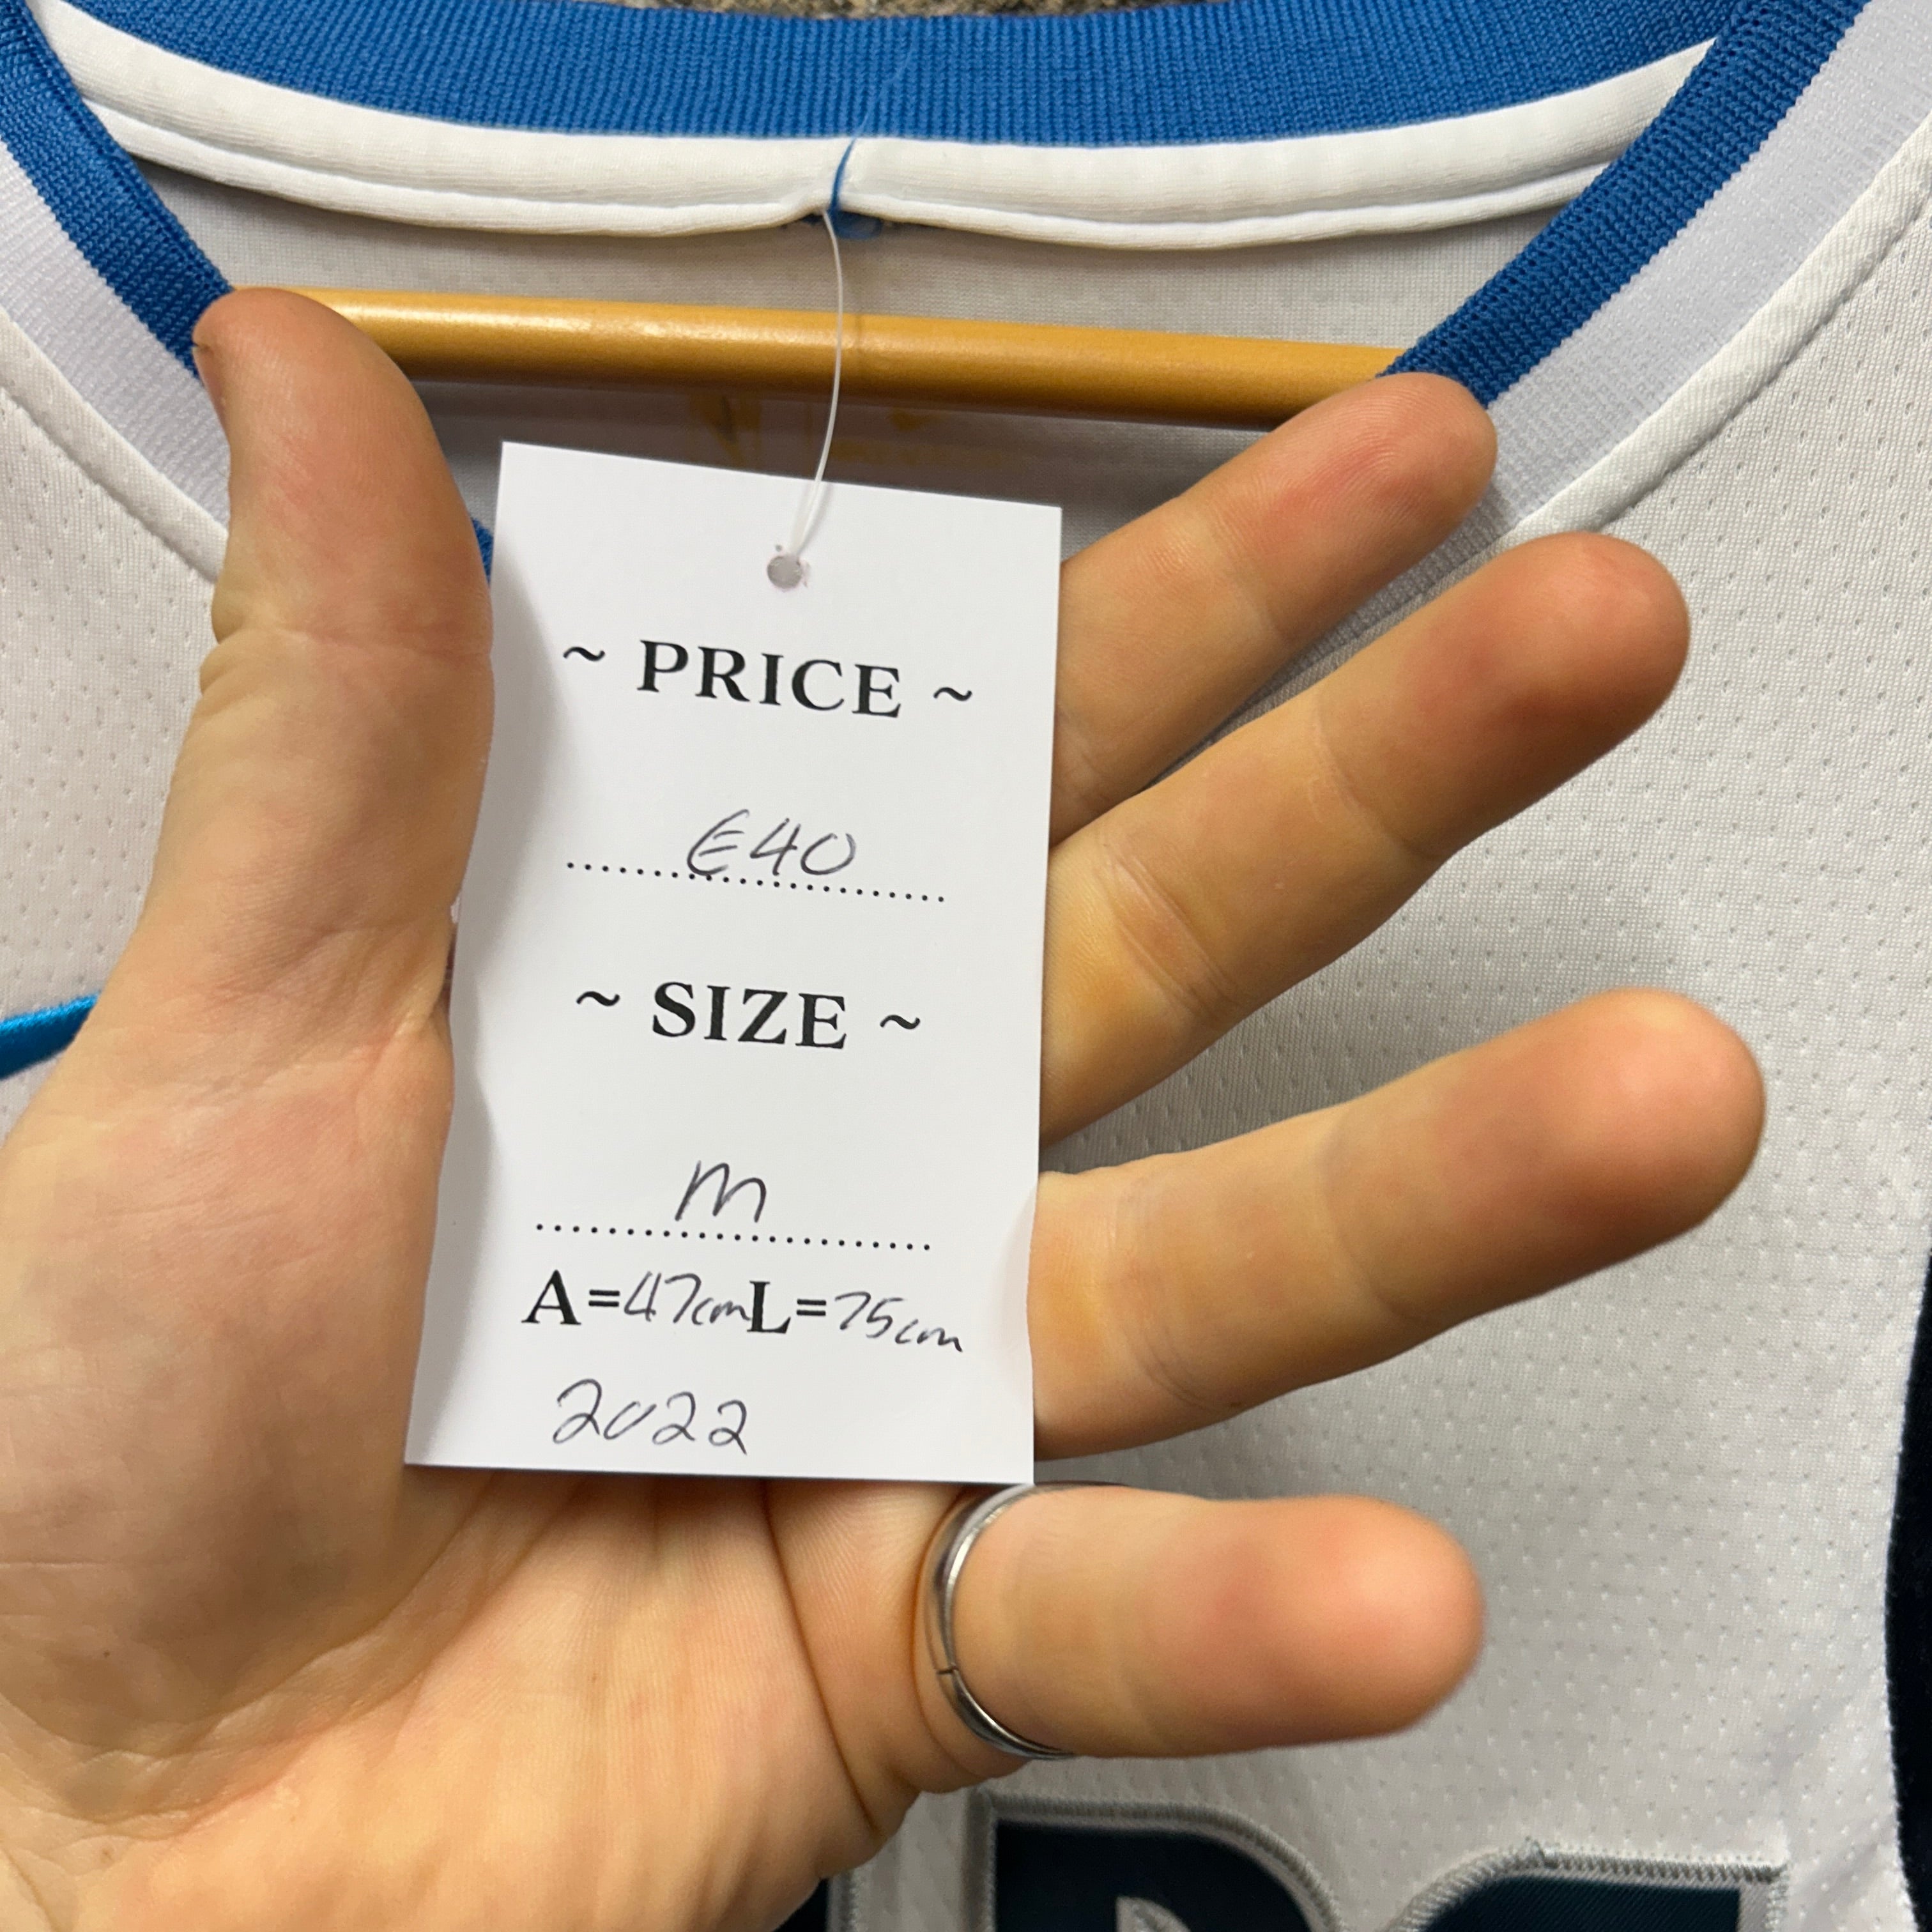 ~ PRICE ~
€40
~ SIZE ~
M
A=47cm L=75cm
2022